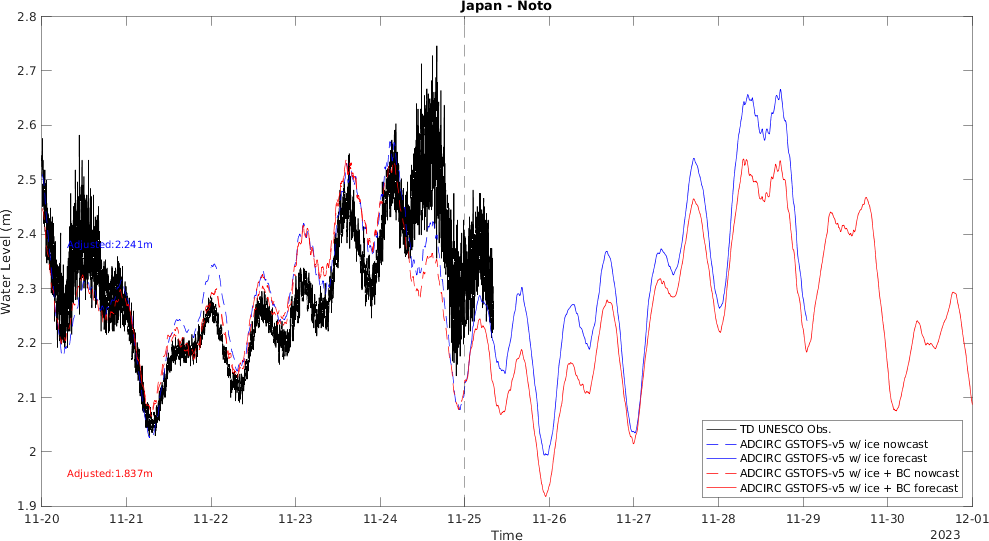 Japan - Noto
Water Level (m)
2.8
2.7
2.6
2.5
2.4
2.3
2.2
2.1
2
1.9
Adjusted:2.241m
Adjusted:1.837m
TD UNESCO Obs.
ADCIRC GSTOFS-v5 w/ ice nowcast
ADCIRC GSTOFS-v5 w/ ice forecast
ADCIRC GSTOFS-v5 w/ ice + BC nowcast
ADCIRC GSTOFS-v5 w/ ice + BC forecast
11-20 11-21 11-22 11-23 11-24 11-25 11-26 11-27 11-28 11-29 11-30 12-01
Time
2023